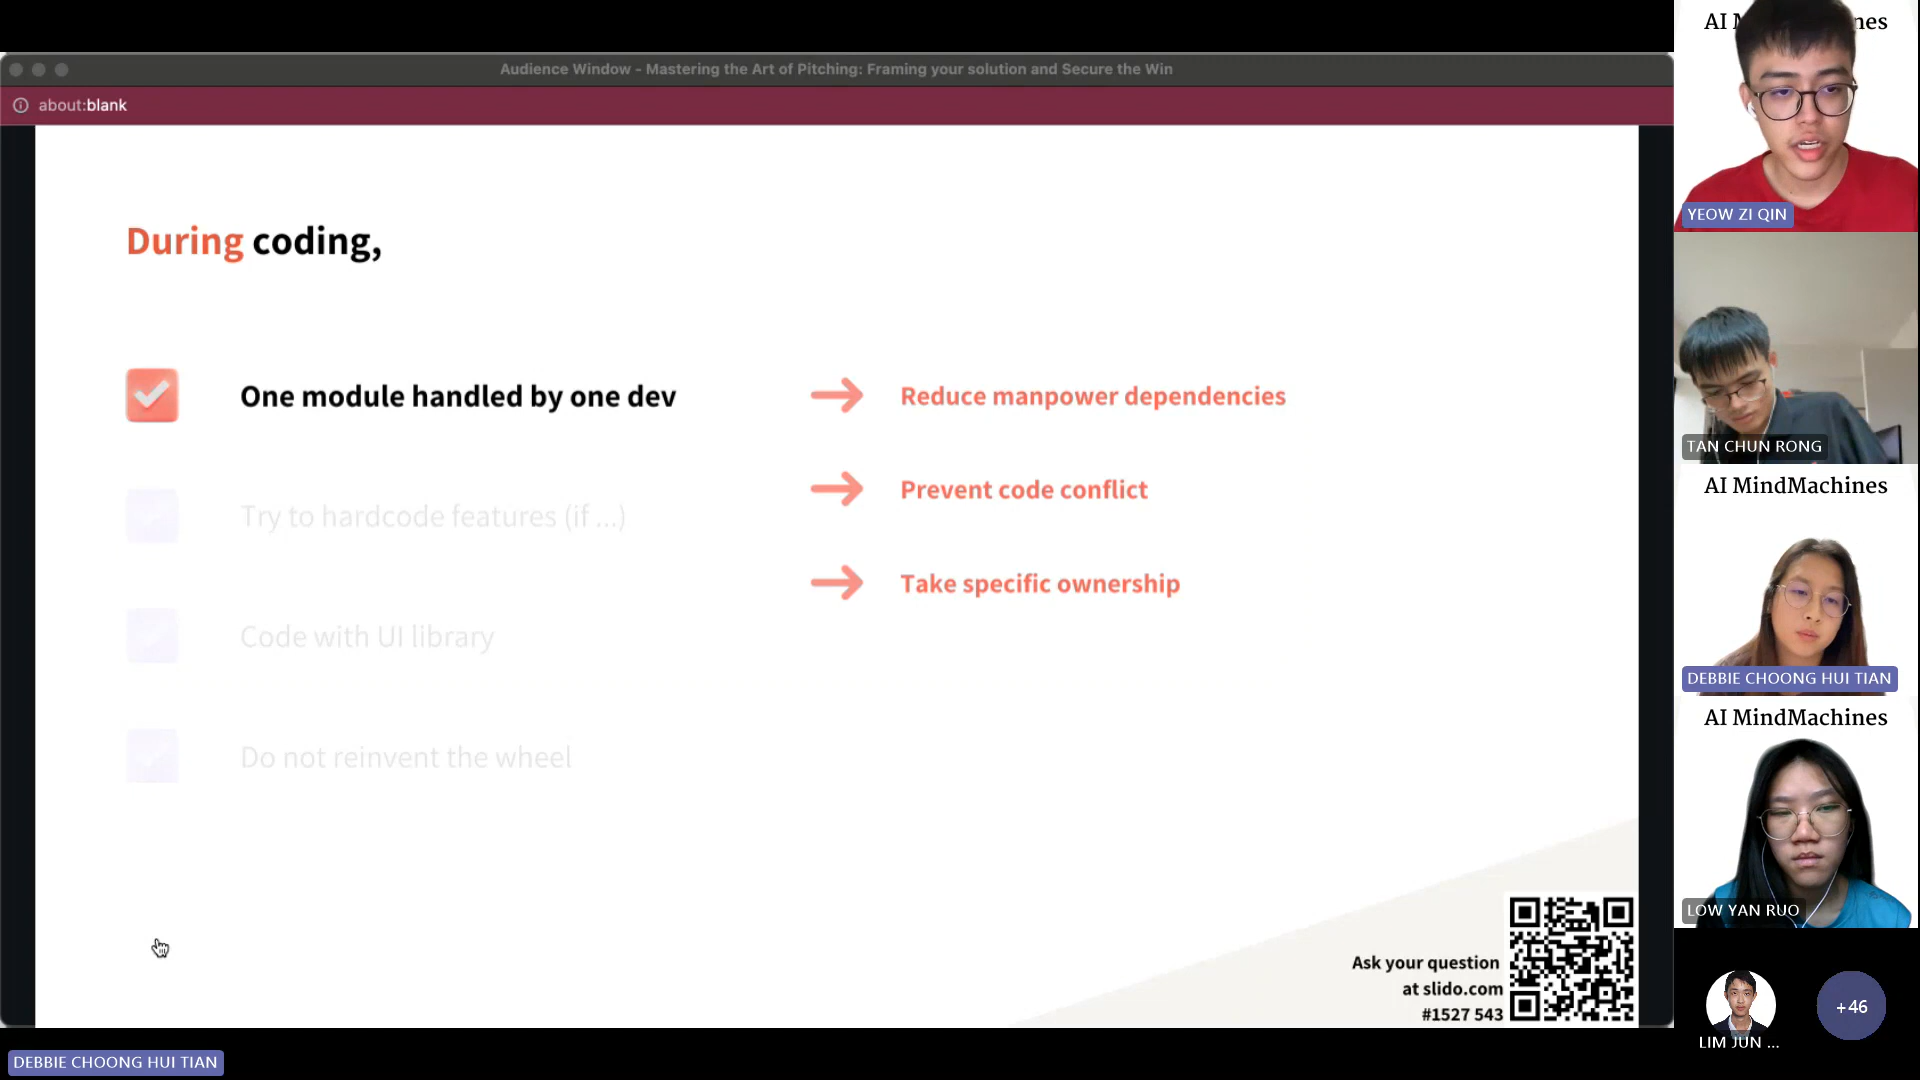 Audience Window - Mastering the Art of Pitching: Framing your solution and Secure the Win
about:blank
During coding,
One module handled by one dev
Try to hardcode features (if ...)
Code with UI library
Do not reinvent the wheel
Reduce manpower dependencies
Prevent code conflict
Take specific ownership
Ask your question
at slido.com
#1527 543
DEBBIE CHOONG HUI TIAN
YEOW ZI QIN
TAN CHUN RONG
AI MindMachines
DEBBIE CHOONG HUI TIAN
AI MindMachines
LOW YAN RUO
LIM JUN ...
+46